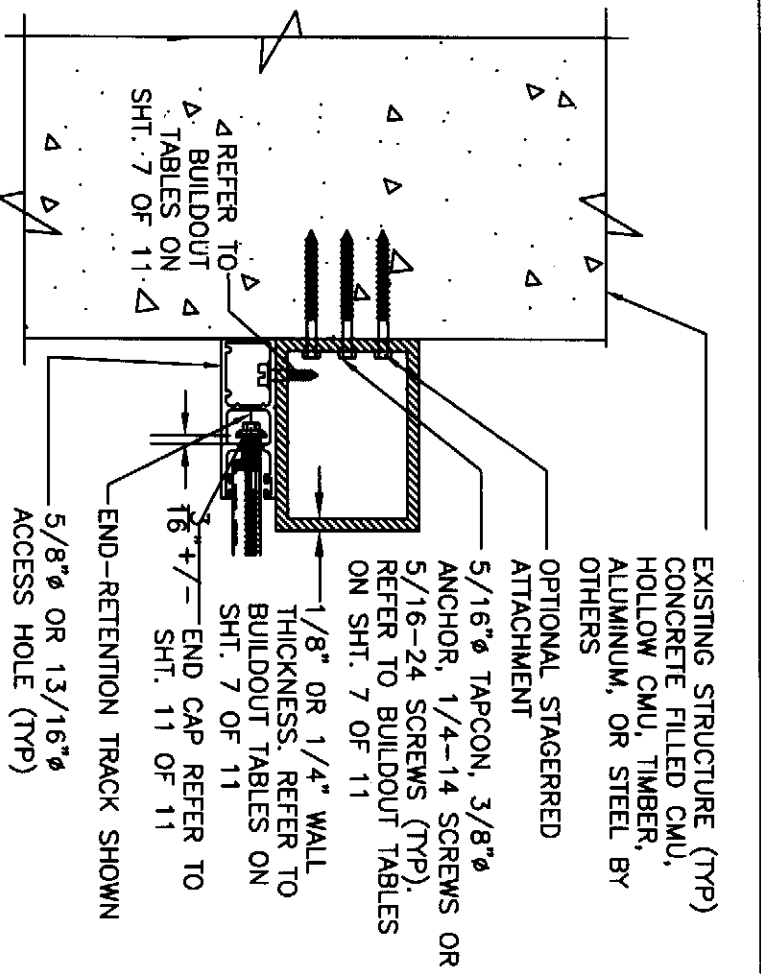 EXISTING STRUCTURE (TYP)
CONCRETE FILLED CMU,
HOLLOW CMU, TIMBER,
ALUMINUM, OR STEEL BY
OTHERS
OPTIONAL STAGERRED
ATTACHMENT
5/16"ø TAPCON, 3/8"ø
ANCHOR, 1/4-14 SCREWS OR
5/16-24 SCREWS (TYP).
REFER TO BUILDOUT TABLES
ON SHT. 7 OF 11
1/8" OR 1/4" WALL
THICKNESS. REFER TO
BUILDOUT TABLES ON
SHT. 7 OF 11
END CAP REFER TO
SHT. 11 OF 11
3/16" +/-
END-RETENTION TRACK SHOWN
5/8"ø OR 13/16"ø
ACCESS HOLE (TYP)
REFER TO
BUILDOUT
TABLES ON
SHT. 7 OF 11